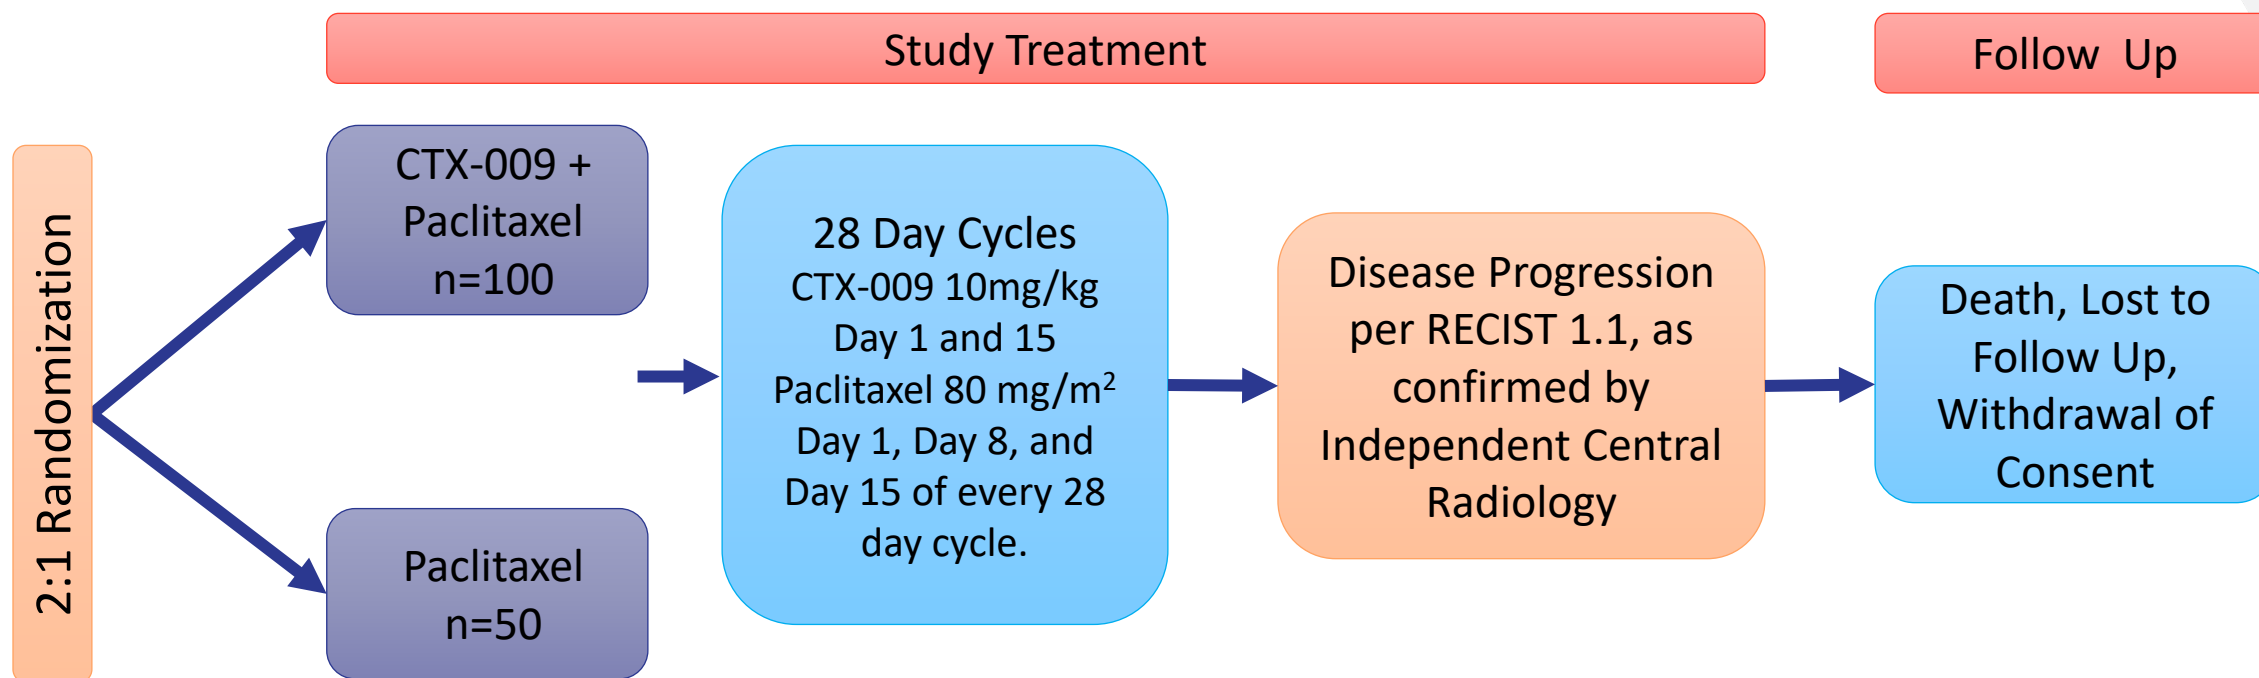 Study Treatment
Follow Up
2:1 Randomization
CTX-009 +
Paclitaxel
n=100
Paclitaxel
n=50
28 Day Cycles
CTX-009 10mg/kg
Day 1 and 15
Paclitaxel 80 mg/m²
Day 1, Day 8, and
Day 15 of every 28
day cycle.
Disease Progression
per RECIST 1.1, as
confirmed by
Independent Central
Radiology
Death, Lost to
Follow Up,
Withdrawal of
Consent